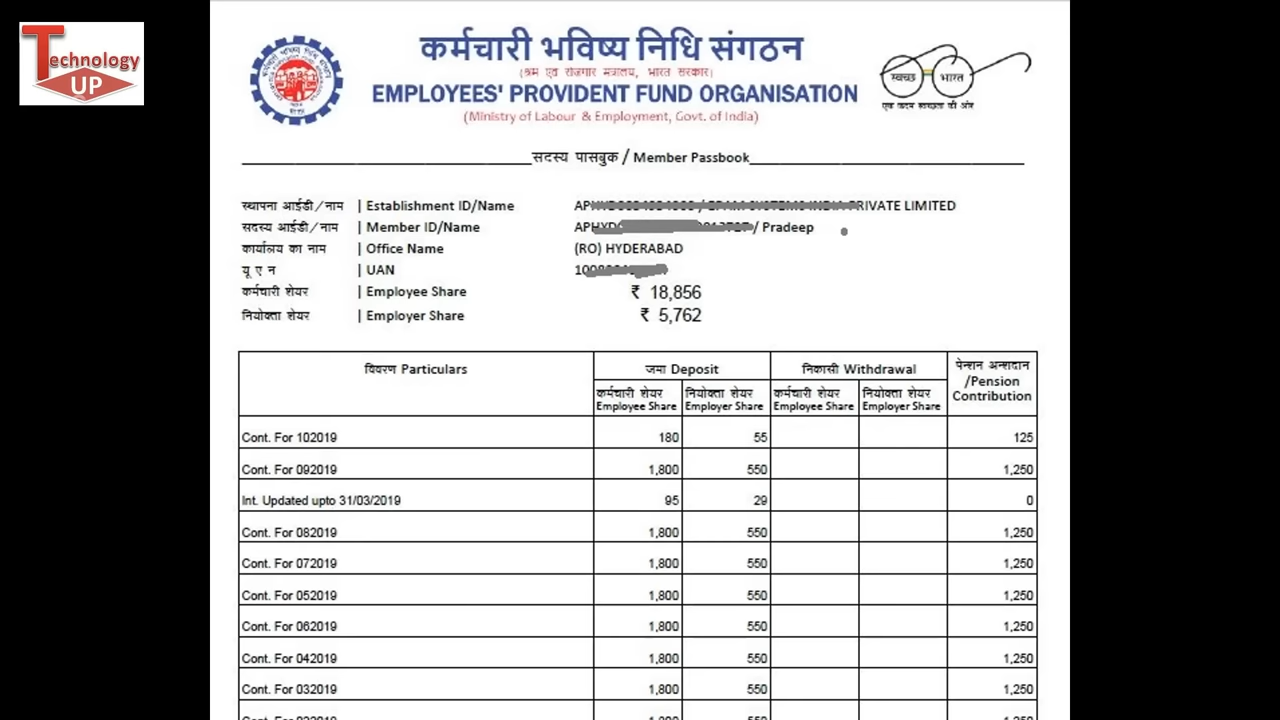 Technology
UP
कर्मचारी भविष्य निधि संगठन
(श्रम एवं रोजगार मंत्रालय, भारत सरकार)
EMPLOYEES' PROVIDENT FUND ORGANISATION
(Ministry of Labour & Employment, Govt. of India)
स्वच्छ भारत
एक कदम स्वच्छता की ओर
सदस्य पासबुक / Member Passbook
स्थापना आईडी/नाम | Establishment ID/Name PRIVATE LIMITED
सदस्य आईडी/नाम | Member ID/Name / Pradeep
कार्यालय का नाम | Office Name (RO) HYDERABAD
यू ए न | UAN
कर्मचारी शेयर | Employee Share ₹ 18,856
नियोक्ता शेयर | Employer Share ₹ 5,762
विवरण Particulars जमा Deposit निकासी Withdrawal पेन्शन अन्शदान /Pension Contribution
कर्मचारी शेयर Employee Share नियोक्ता शेयर Employer Share कर्मचारी शेयर Employee Share नियोक्ता शेयर Employer Share
Cont. For 102019 180 55 125
Cont. For 092019 1,800 550 1,250
Int. Updated upto 31/03/2019 95 29 0
Cont. For 082019 1,800 550 1,250
Cont. For 072019 1,800 550 1,250
Cont. For 052019 1,800 550 1,250
Cont. For 062019 1,800 550 1,250
Cont. For 042019 1,800 550 1,250
Cont. For 032019 1,800 550 1,250